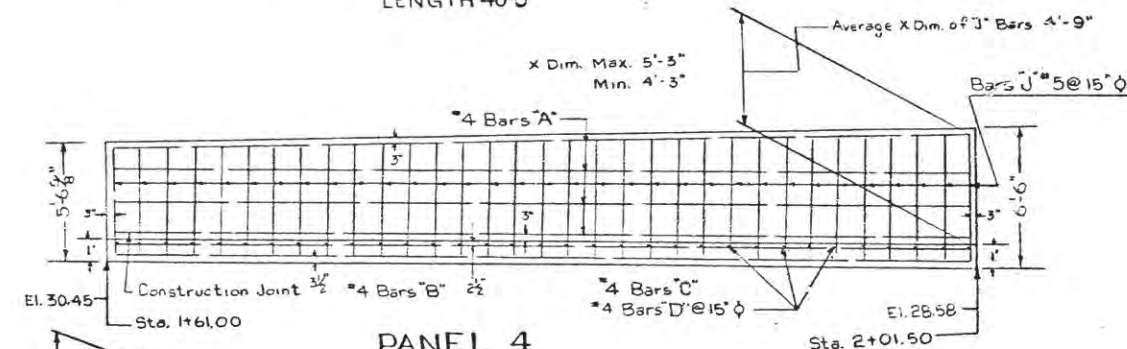 LENGTH 40'-5"
Average X Dim. of "J" Bars 4'-9"
X Dim. Max. 5'-3"
Min. 4'-3"
Bars "J" #5 @ 15" ϕ
#4 Bars "A"
3"
6'-6"
3"
3"
3"
1'
1'
Construction Joint
3½"
#4 Bars "B"
2½"
#4 Bars "C"
#4 Bars "D" @ 15" ϕ
El. 30.45
El. 28.58
Sta. 1+61.00
Sta. 2+01.50
PANEL 4